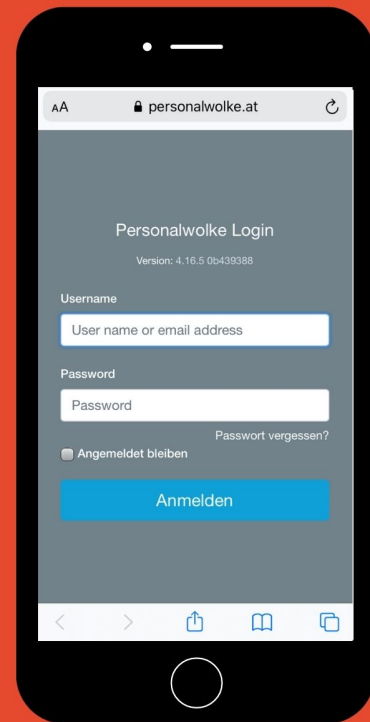 AA personalwolke.at
Personalwolke Login
Version: 4.16.5 0b439388
Username
User name or email address
Password
Password
Passwort vergessen?
Angemeldet bleiben
Anmelden